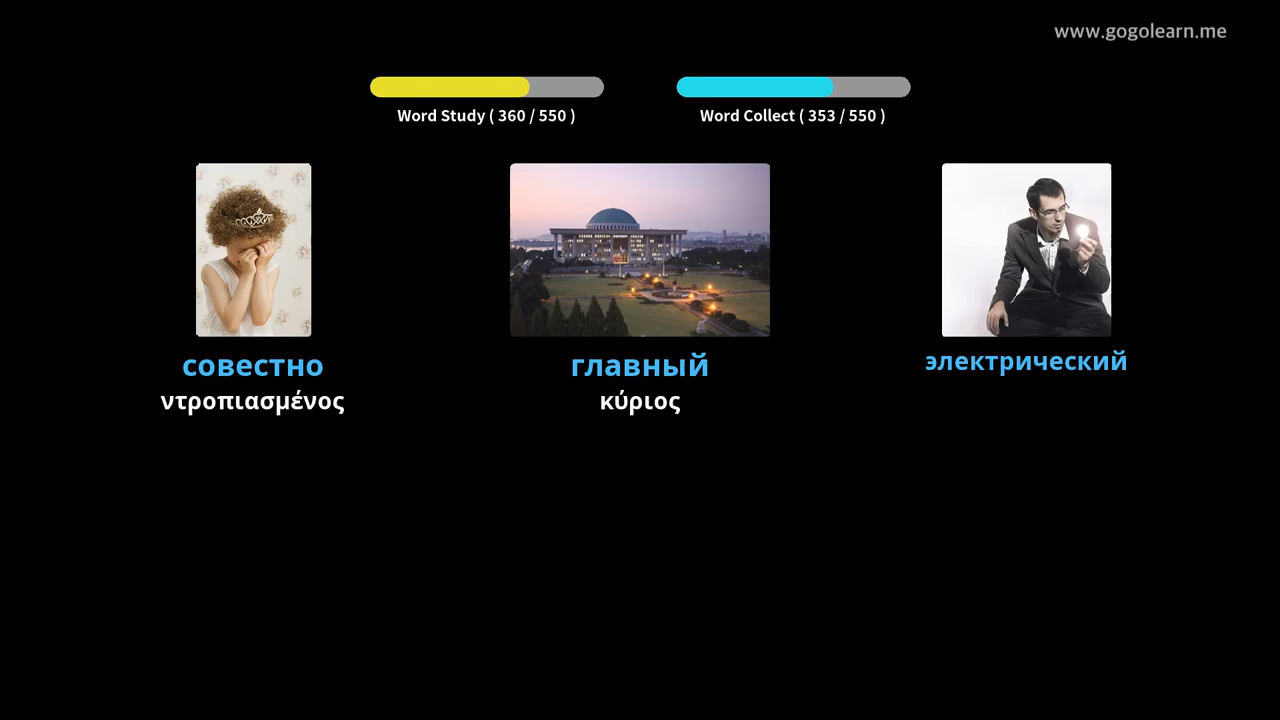 www.gogolearn.me
Word Study ( 360 / 550 )
Word Collect ( 353 / 550 )
совестно
ντροπιασμένος
главный
κύριος
электрический